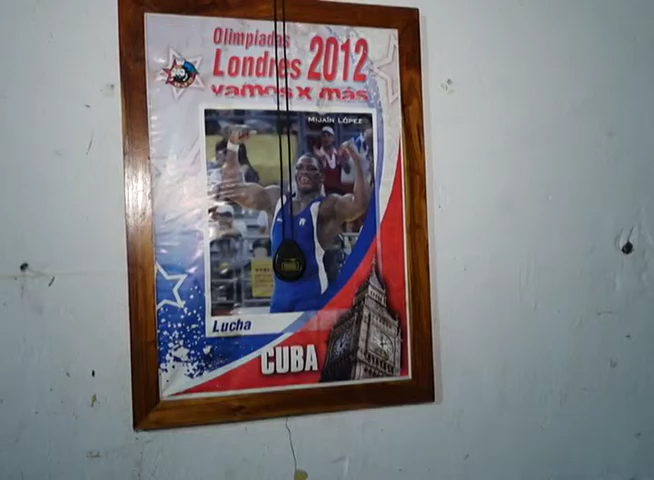 Olimpiadas
Londres 2012
vamos x más
MIJAÍN LÓPEZ
Lucha
CUBA